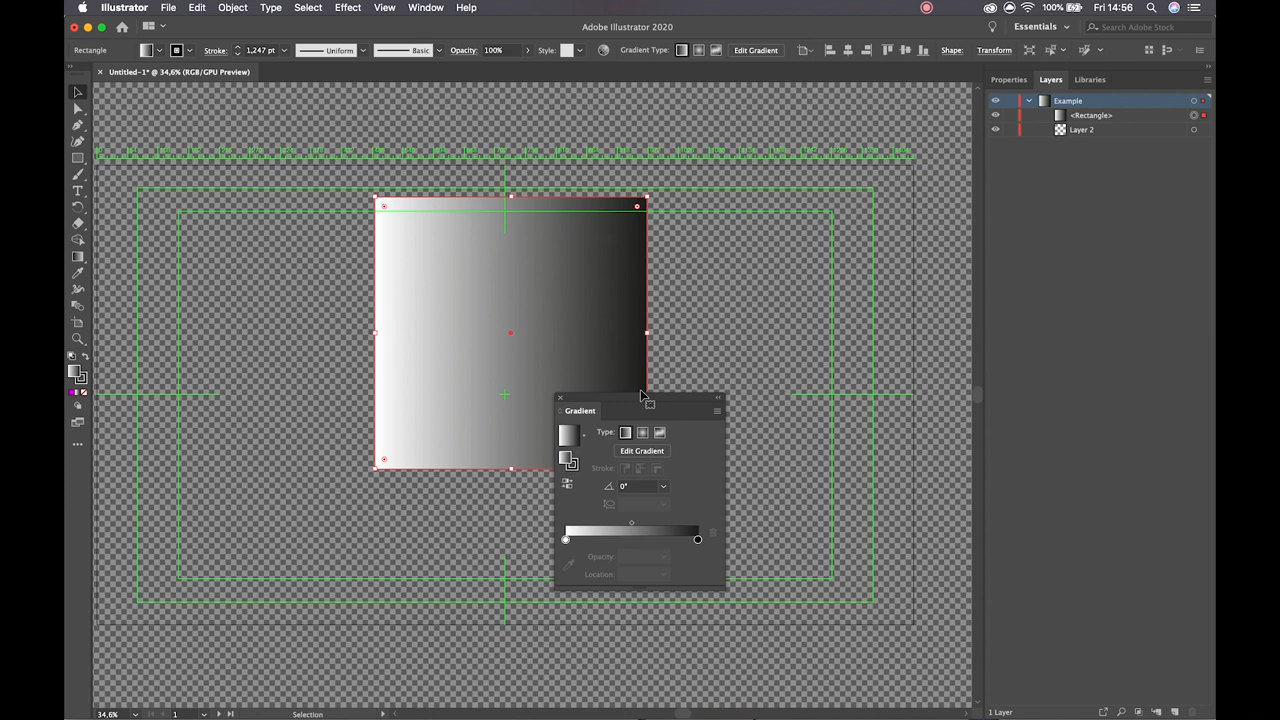 Illustrator File Edit Object Type Select Effect View Window Help 100% Fri 14:56
Adobe Illustrator 2020 Essentials Search Adobe Stock
Rectangle Stroke: 1,247 pt Uniform Basic Opacity: 100% Style: Gradient Type: Edit Gradient Shape: Transform
Untitled-1* @ 34,6% (RGB/GPU Preview)
Properties Layers Libraries
Example
<Rectangle>
Layer 2
Gradient
Type:
Edit Gradient
Stroke:
0°
Opacity:
Location:
34,6% 1 Selection
1 Layer